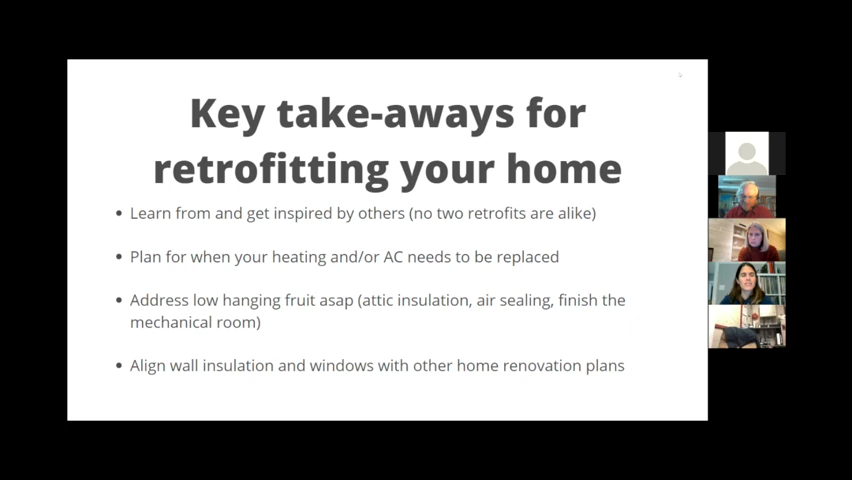 Key take-aways for
retrofitting your home
• Learn from and get inspired by others (no two retrofits are alike)
• Plan for when your heating and/or AC needs to be replaced
• Address low hanging fruit asap (attic insulation, air sealing, finish the
mechanical room)
• Align wall insulation and windows with other home renovation plans